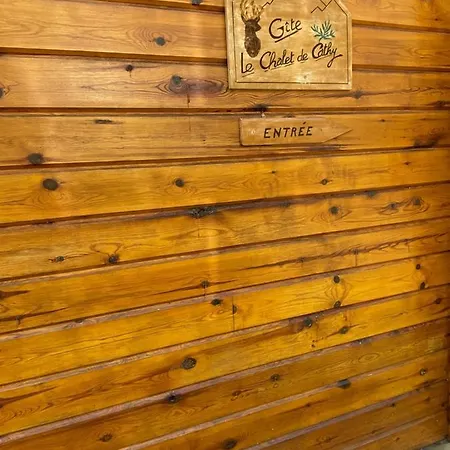 Gîte
Le Chalet de Cathy
ENTRÉE